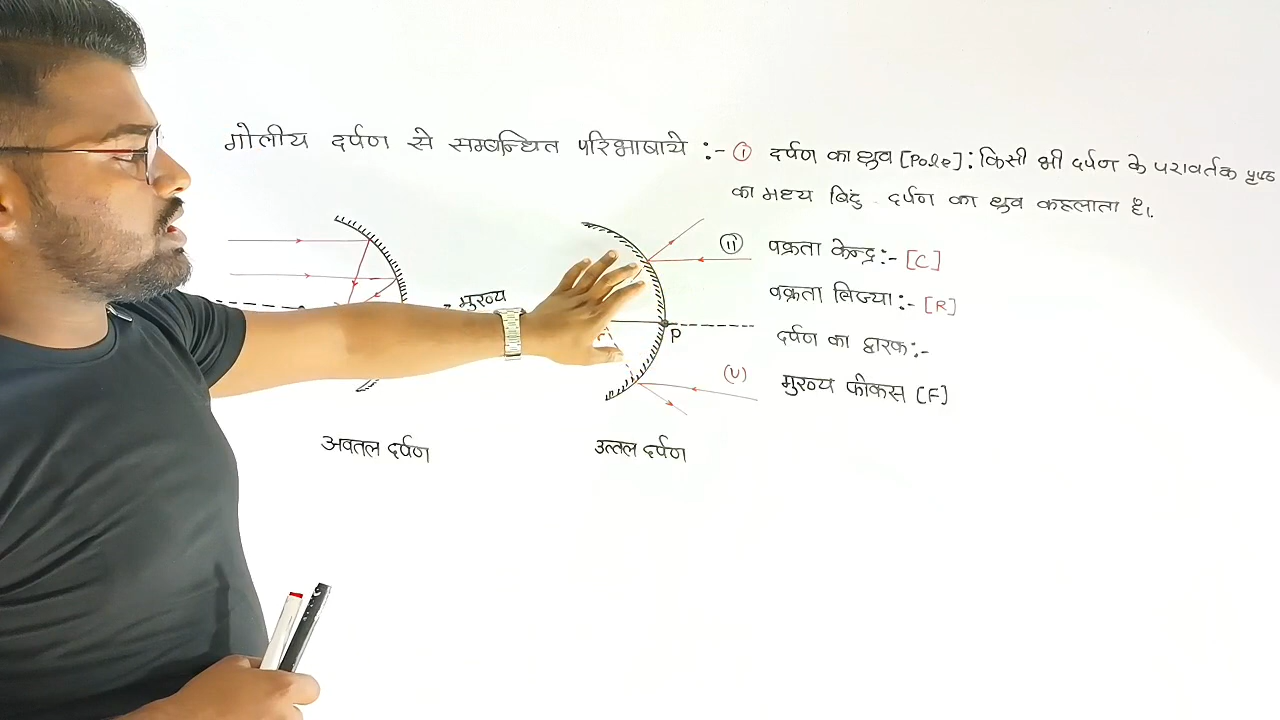 गोलीय दर्पण से सम्बन्धित परिभाषाये :- (i) दर्पण का ध्रुव [Pole] : किसी भी दर्पण के परावर्तक पृष्ठ
का मध्य बिंदु दर्पण का ध्रुव कहलाता है।
(ii) वक्रता केन्द्र :- [C]
वक्रता त्रिज्या :- [R]
मुख्य
P
दर्पण का द्वारक :-
(v) मुख्य फोकस [F]
अवतल दर्पण
उत्तल दर्पण